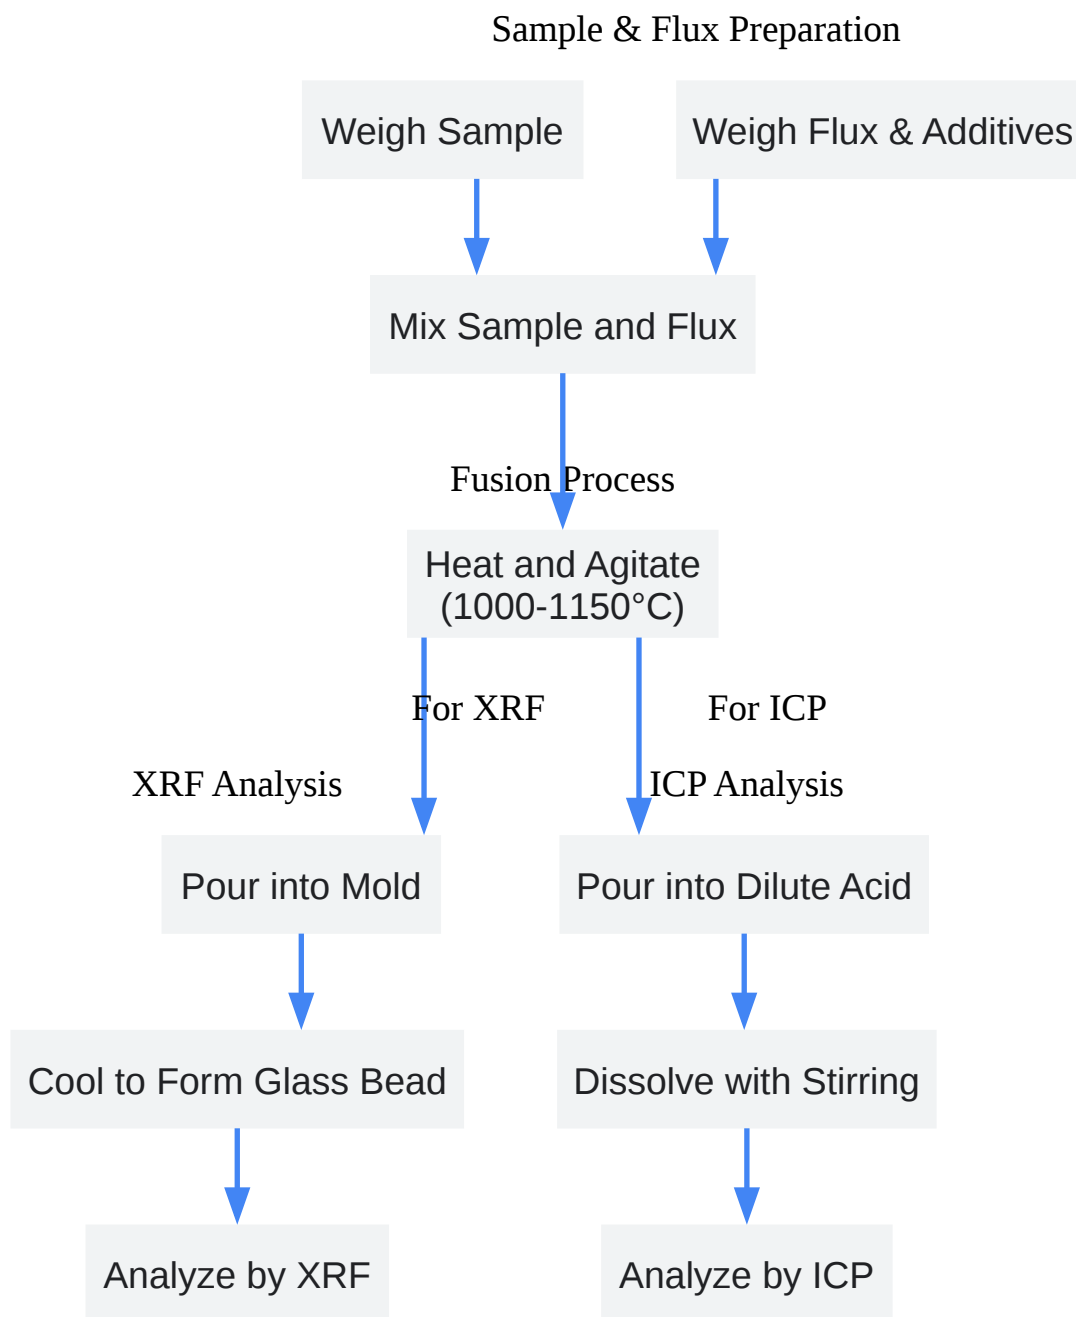 Sample & Flux Preparation
Weigh Sample
Weigh Flux & Additives
Mix Sample and Flux
Fusion Process
Heat and Agitate
(1000-1150°C)
For XRF
For ICP
XRF Analysis
ICP Analysis
Pour into Mold
Pour into Dilute Acid
Cool to Form Glass Bead
Dissolve with Stirring
Analyze by XRF
Analyze by ICP